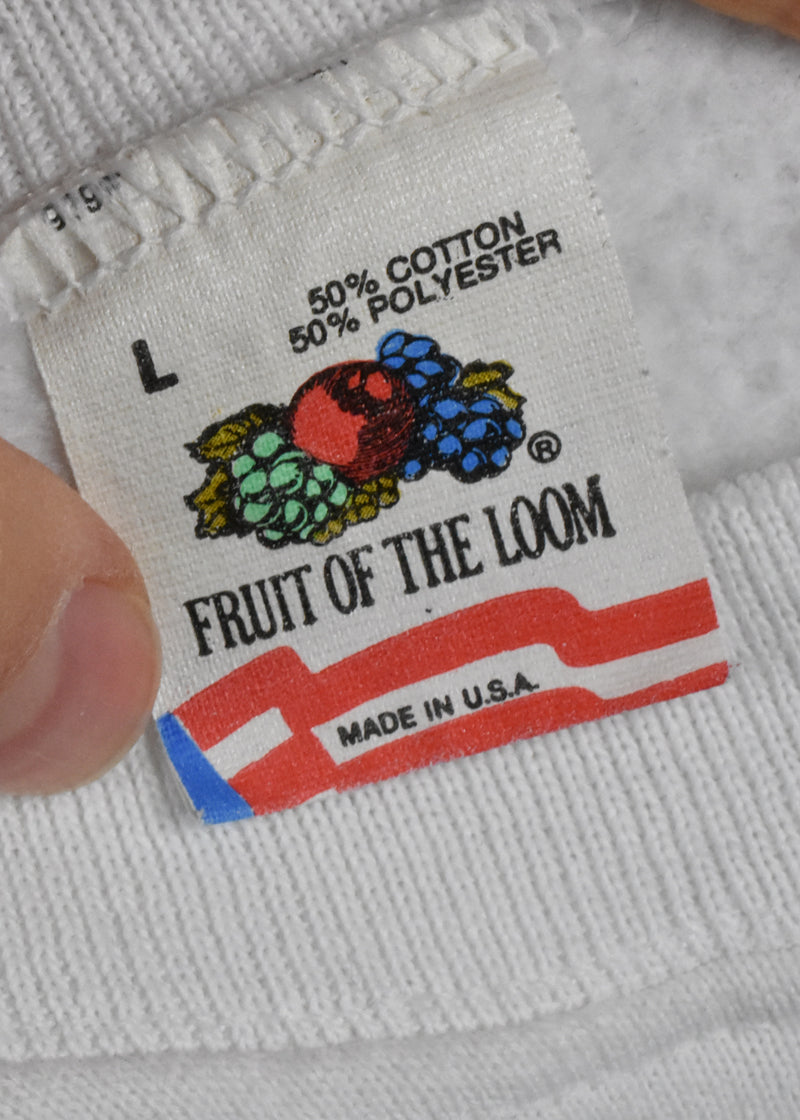 50% COTTON
50% POLYESTER
L
®
FRUIT OF THE LOOM
MADE IN U.S.A.